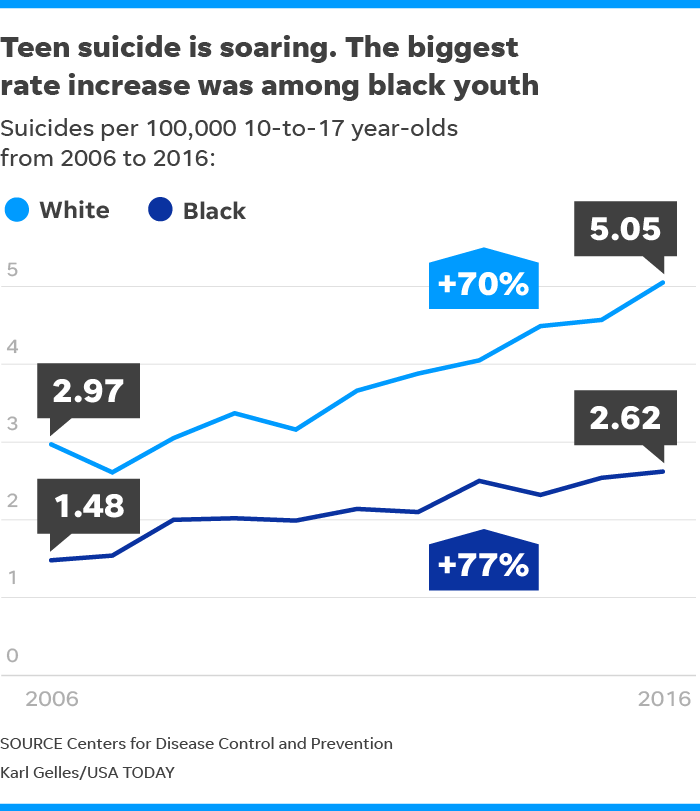 Teen suicide is soaring. The biggest
rate increase was among black youth
Suicides per 100,000 10-to-17 year-olds
from 2006 to 2016:
White
Black
5.05
5
+70%
4
2.97
3
2.62
2
1.48
+77%
1
0
2006
2016
SOURCE Centers for Disease Control and Prevention
Karl Gelles/USA TODAY